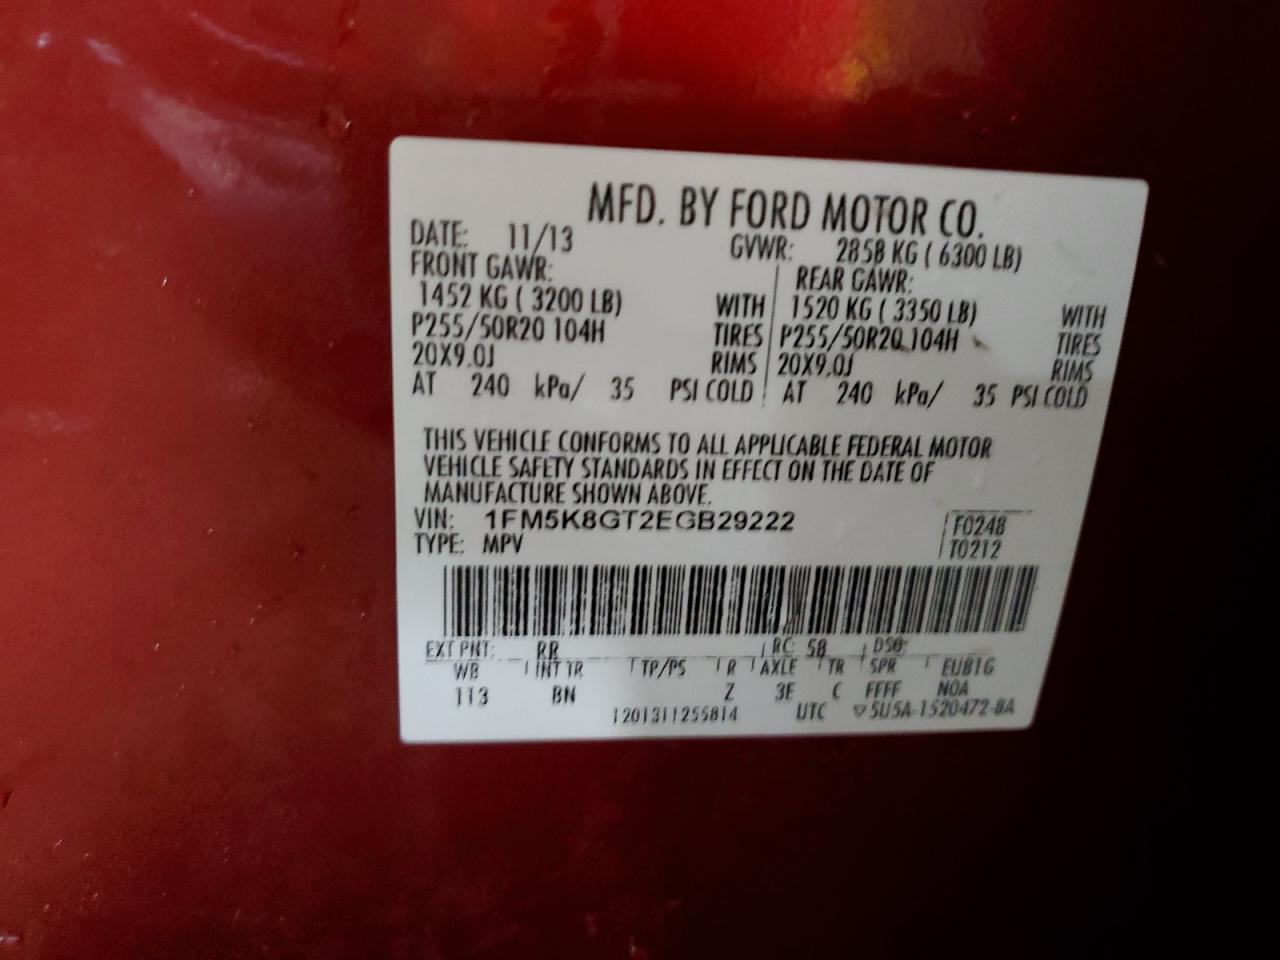 MFD. BY FORD MOTOR CO.
DATE: 11/13 GVWR: 2858 KG ( 6300 LB)
FRONT GAWR: REAR GAWR:
1452 KG ( 3200 LB) WITH 1520 KG ( 3350 LB) WITH
P255/50R20 104H TIRES P255/50R20 104H TIRES
20X9.0J RIMS 20X9.0J RIMS
AT 240 kPa/ 35 PSI COLD AT 240 kPa/ 35 PSI COLD
THIS VEHICLE CONFORMS TO ALL APPLICABLE FEDERAL MOTOR
VEHICLE SAFETY STANDARDS IN EFFECT ON THE DATE OF
MANUFACTURE SHOWN ABOVE.
VIN: 1FM5K8GT2EGB29222 F0248
TYPE: MPV T0212
EXT PNT: RR RC: 58 DSO:
WB INT TR TP/PS R AXLE TR SPR EUB1G
113 BN Z 3E C FFFF NOA
1201311255814 UTC ▽5U5A-1520472-BA